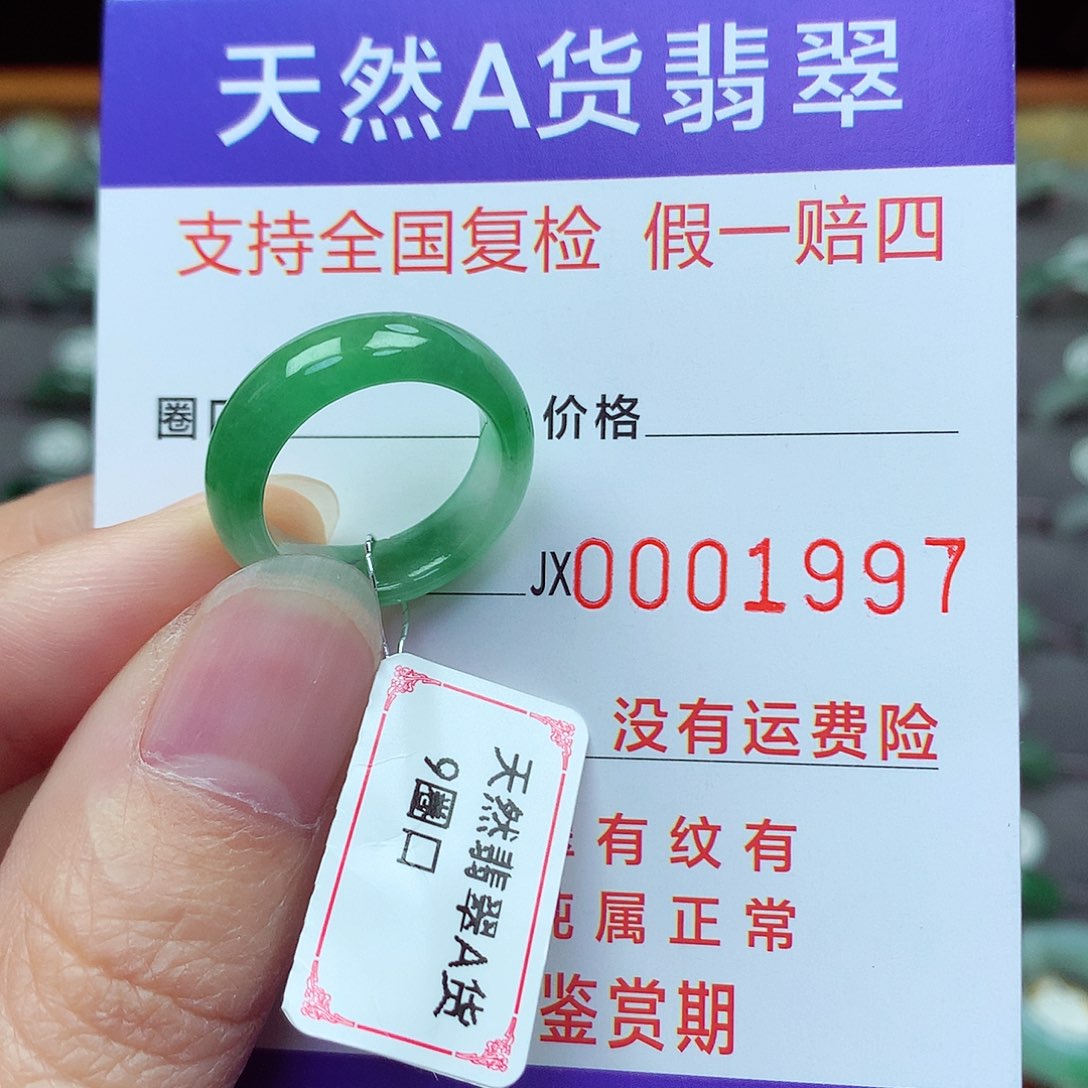 天然A货翡翠
支持全国复检 假一赔四
圈 价格
JX0001997
没有运费险
有纹有
属正常
鉴赏期
天然翡翠A货
9圈口